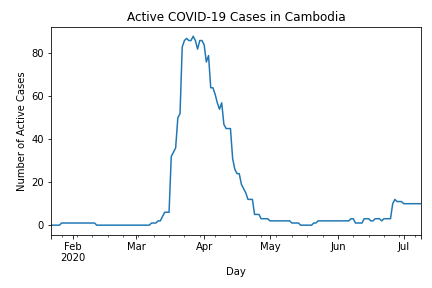 Active COVID-19 Cases in Cambodia
Number of Active Cases
80
60
40
20
0
Feb Mar Apr May Jun Jul
2020
Day